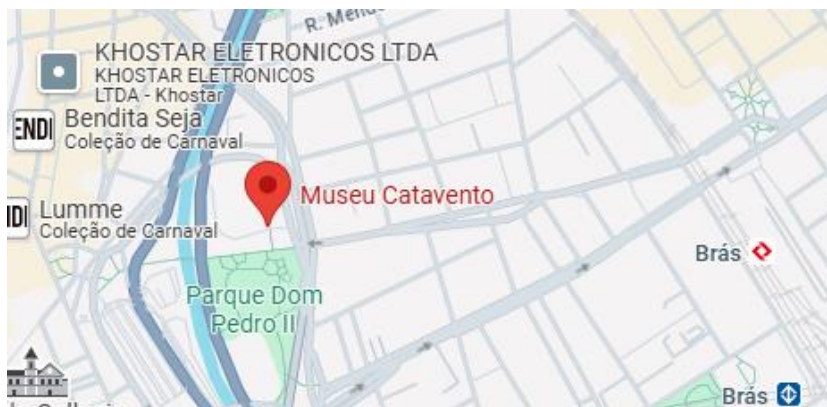 R. Mend
KHOSTAR ELETRONICOS LTDA
KHOSTAR ELETRONICOS
LTDA - Khostar
ENDI
Bendita Seja
Coleção de Carnaval
Museu Catavento
Lumme
Coleção de Carnaval
Brás
Parque Dom
Pedro II
Brás